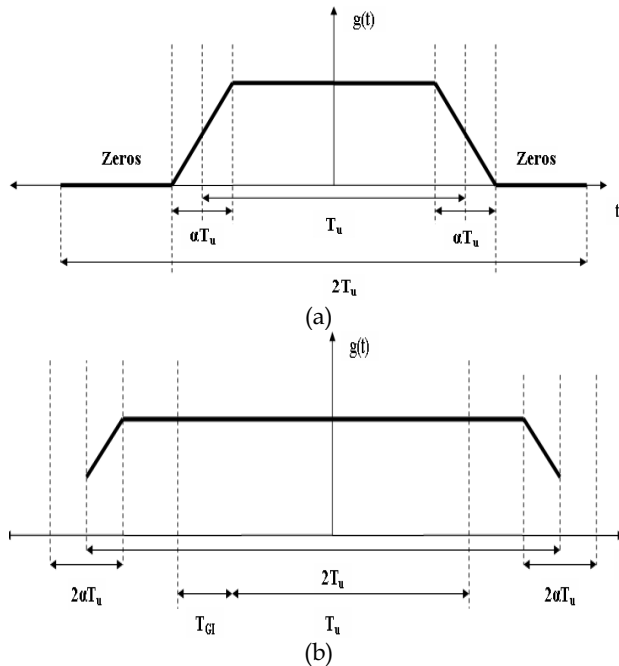 g(t)
Zeros
Zeros
t
αTu
Tu
αTu
2Tu
(a)
g(t)
2αTu
2Tu
2αTu
TGI
Tu
(b)